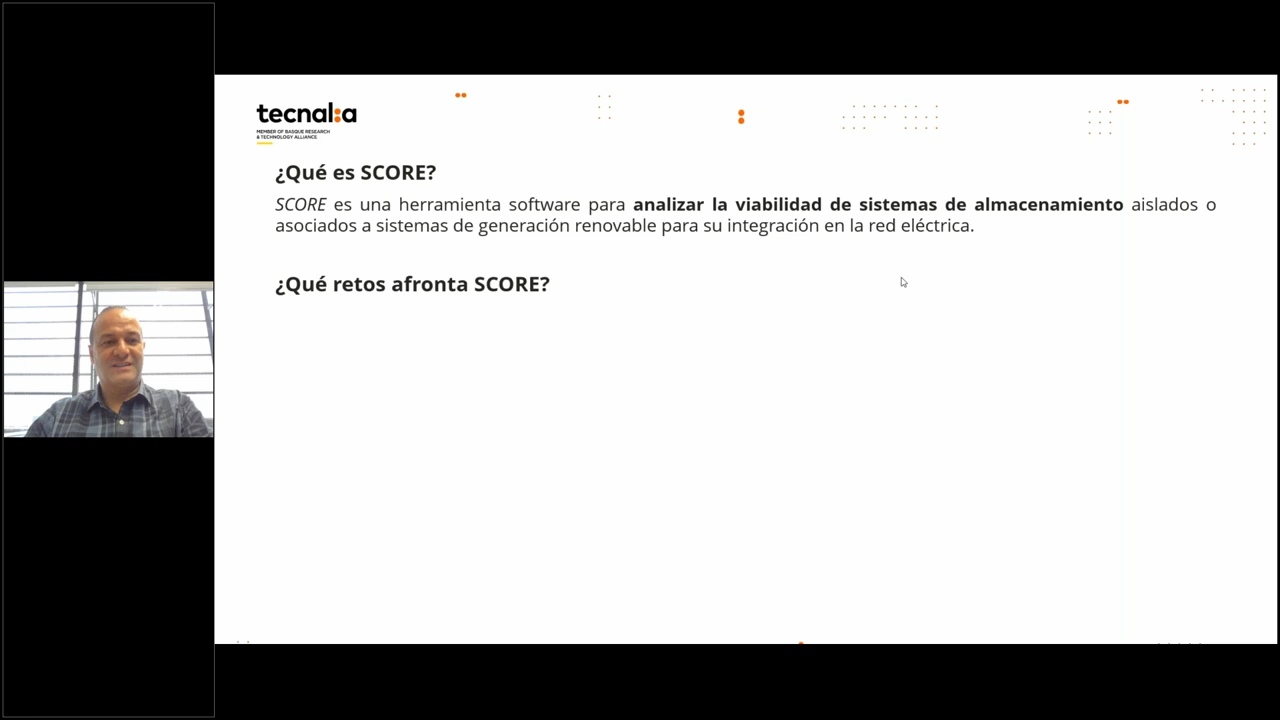 tecnal:a
MEMBER OF BASQUE RESEARCH
& TECHNOLOGY ALLIANCE
¿Qué es SCORE?
SCORE es una herramienta software para analizar la viabilidad de sistemas de almacenamiento aislados o
asociados a sistemas de generación renovable para su integración en la red eléctrica.
¿Qué retos afronta SCORE?